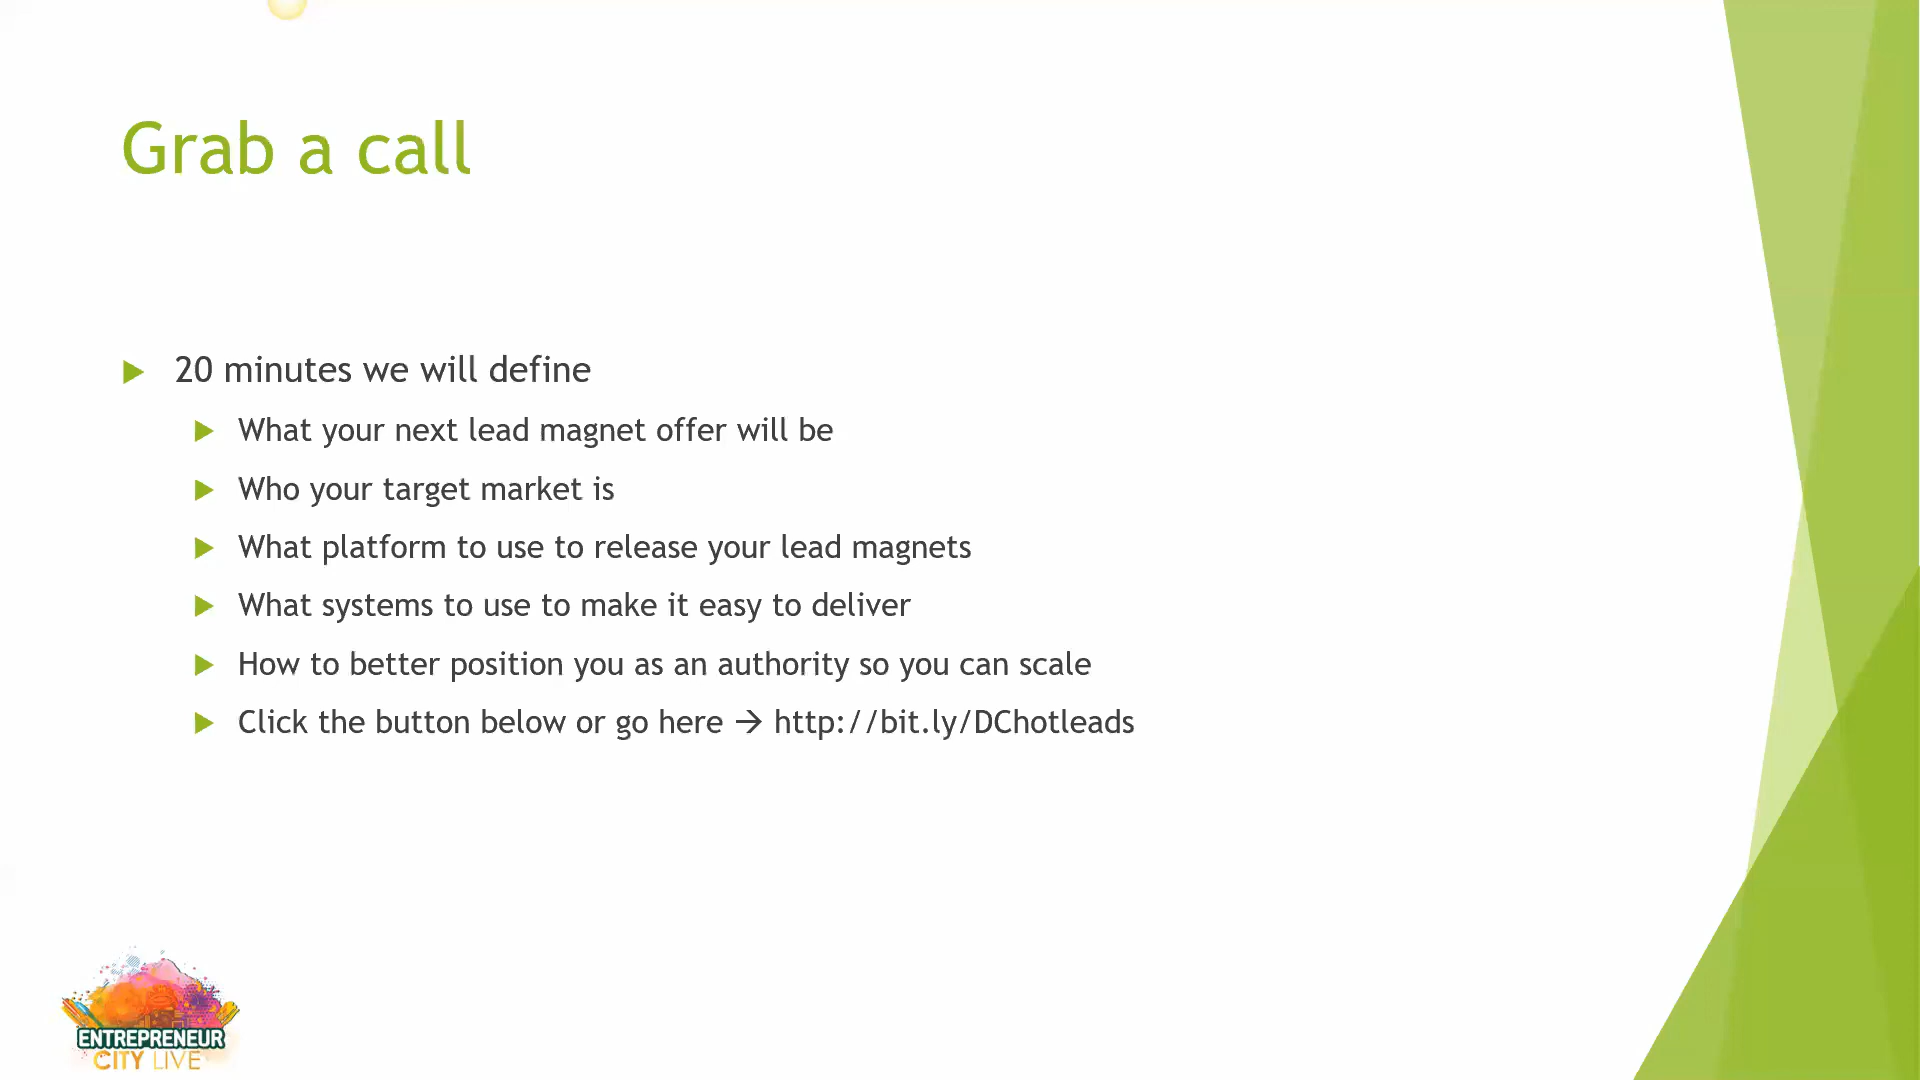 Grab a call
20 minutes we will define
What your next lead magnet offer will be
Who your target market is
What platform to use to release your lead magnets
What systems to use to make it easy to deliver
How to better position you as an authority so you can scale
Click the button below or go here → http://bit.ly/DChotleads
ENTREPRENEUR
CITY LIVE